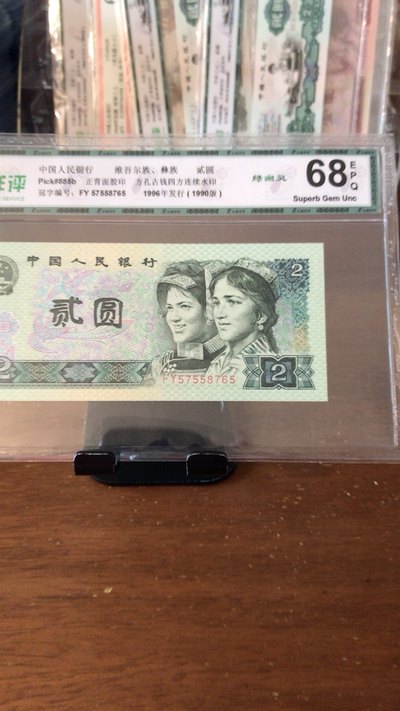 中国人民银行 维吾尔族、彝族 贰圆
Pick#885b 正背面胶印 方孔古钱四方连续水印
冠字编号: FY 57558765 1996年发行 (1990版)
评
SERVICE
绿幽灵
68 EPQ
Superb Gem Unc
中国人民银行
贰圆
2
FY57558765
2
2